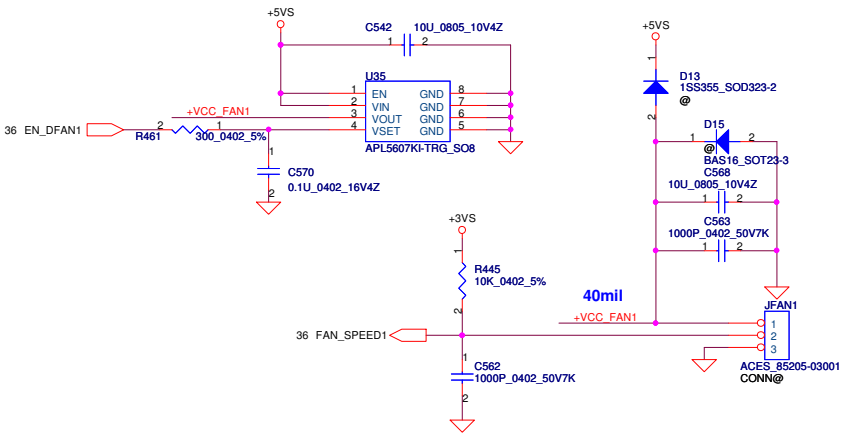 +5VS
C542 10U_0805_10V4Z
1 2
U35
1 EN GND 8
2 VIN GND 7
+VCC_FAN1 3 VOUT GND 6
4 VSET GND 5
APL5607KI-TRG_SO8
36 EN_DFAN1
2 1
R461 300_0402_5%
1
C570
0.1U_0402_16V4Z
2
+5VS
1
D13
1SS355_SOD323-2
@
2
D15
1 2
@
BAS16_SOT23-3
C568
10U_0805_10V4Z
1 2
C563
1000P_0402_50V7K
1 2
+3VS
1
R445
10K_0402_5%
2
40mil
+VCC_FAN1
JFAN1
1
2
3
ACES_85205-03001
CONN@
36 FAN_SPEED1
1
C562
1000P_0402_50V7K
2